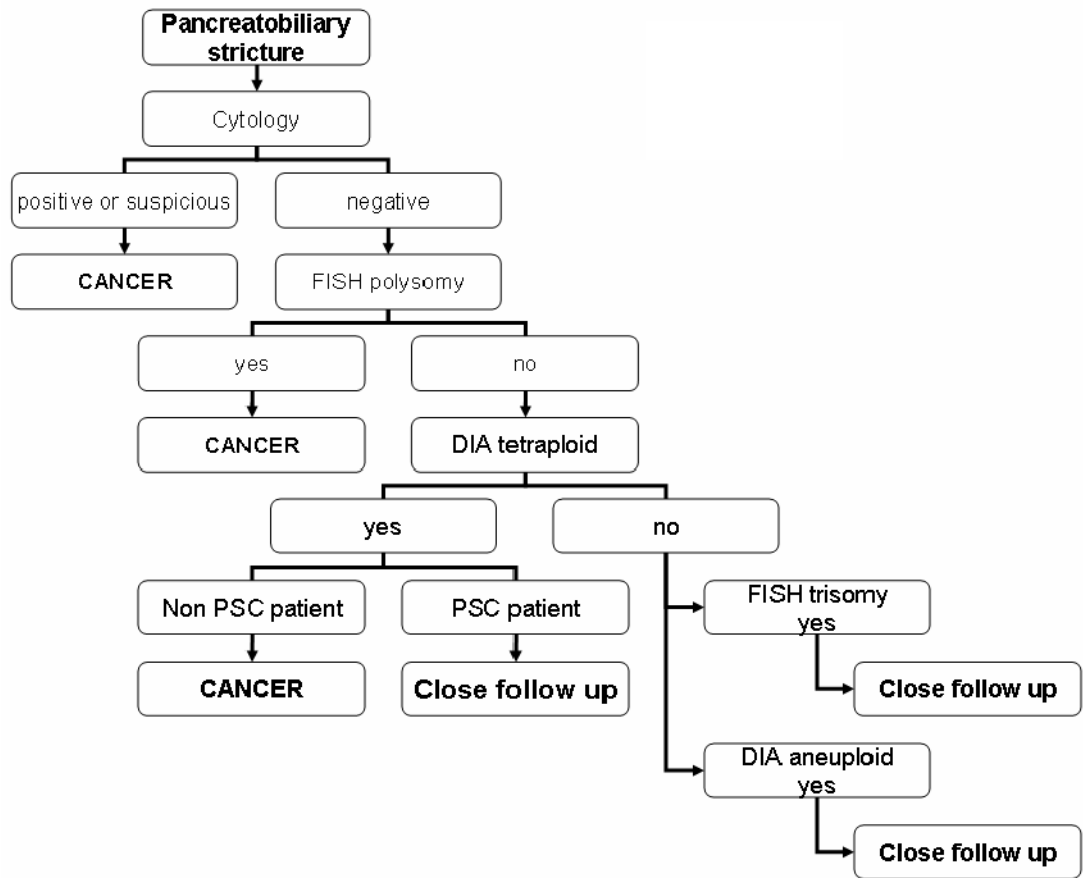 Pancreatobiliary
stricture
Cytology
positive or suspicious
negative
CANCER
FISH polysomy
yes
no
CANCER
DIA tetraploid
yes
no
Non PSC patient
PSC patient
FISH trisomy
yes
CANCER
Close follow up
Close follow up
DIA aneuploid
yes
Close follow up